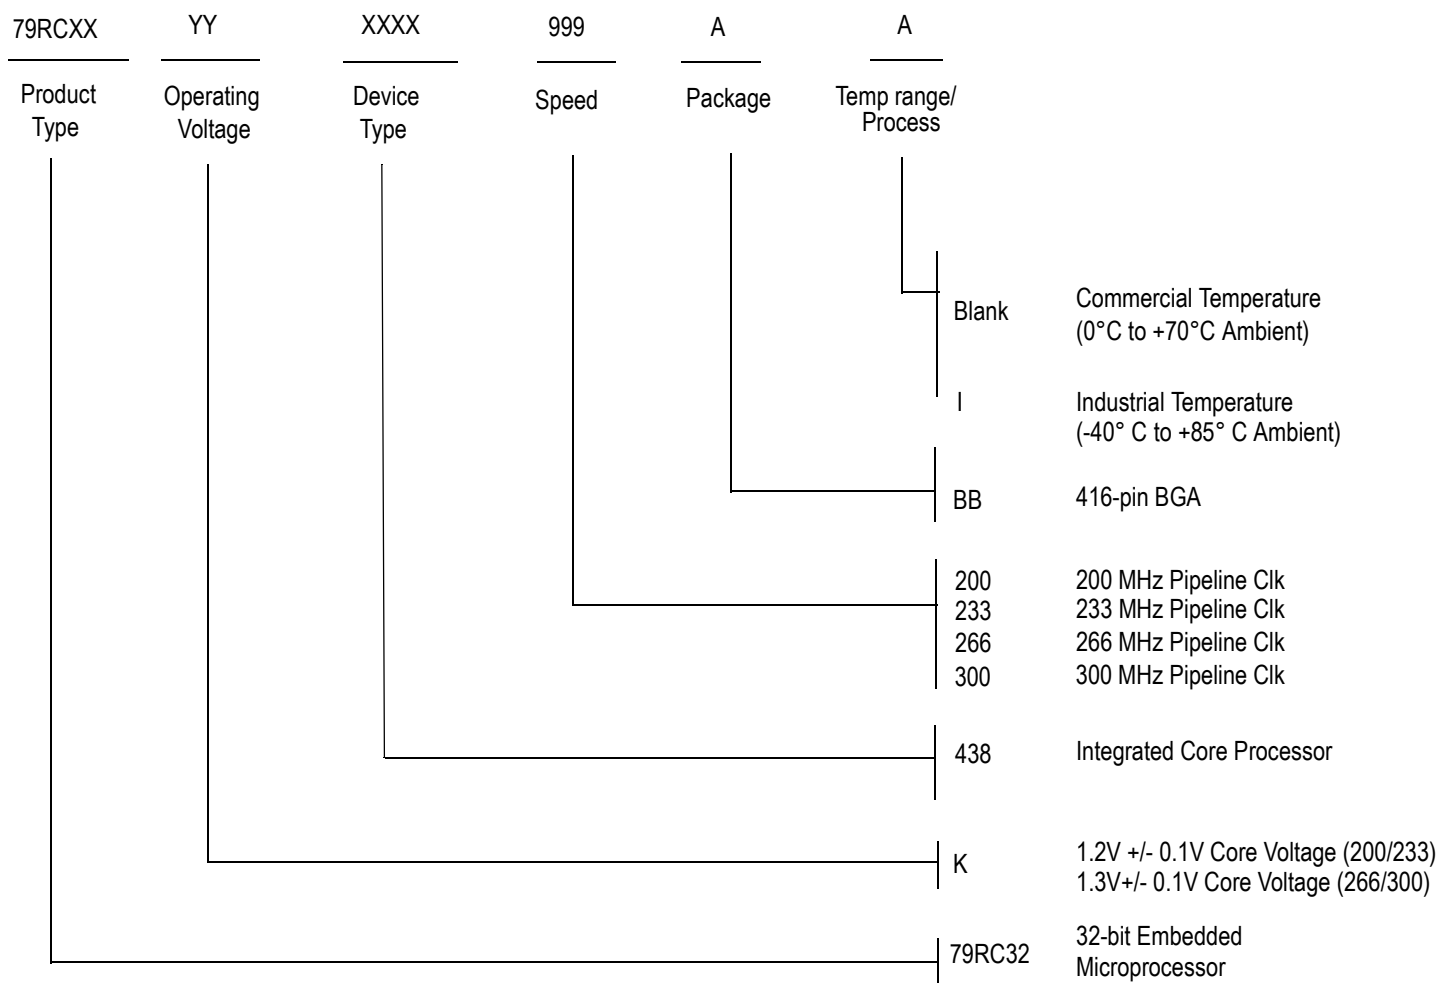 79RCXX YY XXXX 999 A A
Product Type
Operating Voltage
Device Type
Speed
Package
Temp range/
Process
Blank Commercial Temperature
(0°C to +70°C Ambient)
I Industrial Temperature
(-40° C to +85° C Ambient)
BB 416-pin BGA
200 200 MHz Pipeline Clk
233 233 MHz Pipeline Clk
266 266 MHz Pipeline Clk
300 300 MHz Pipeline Clk
438 Integrated Core Processor
K 1.2V +/- 0.1V Core Voltage (200/233)
1.3V+/- 0.1V Core Voltage (266/300)
79RC32 32-bit Embedded
Microprocessor